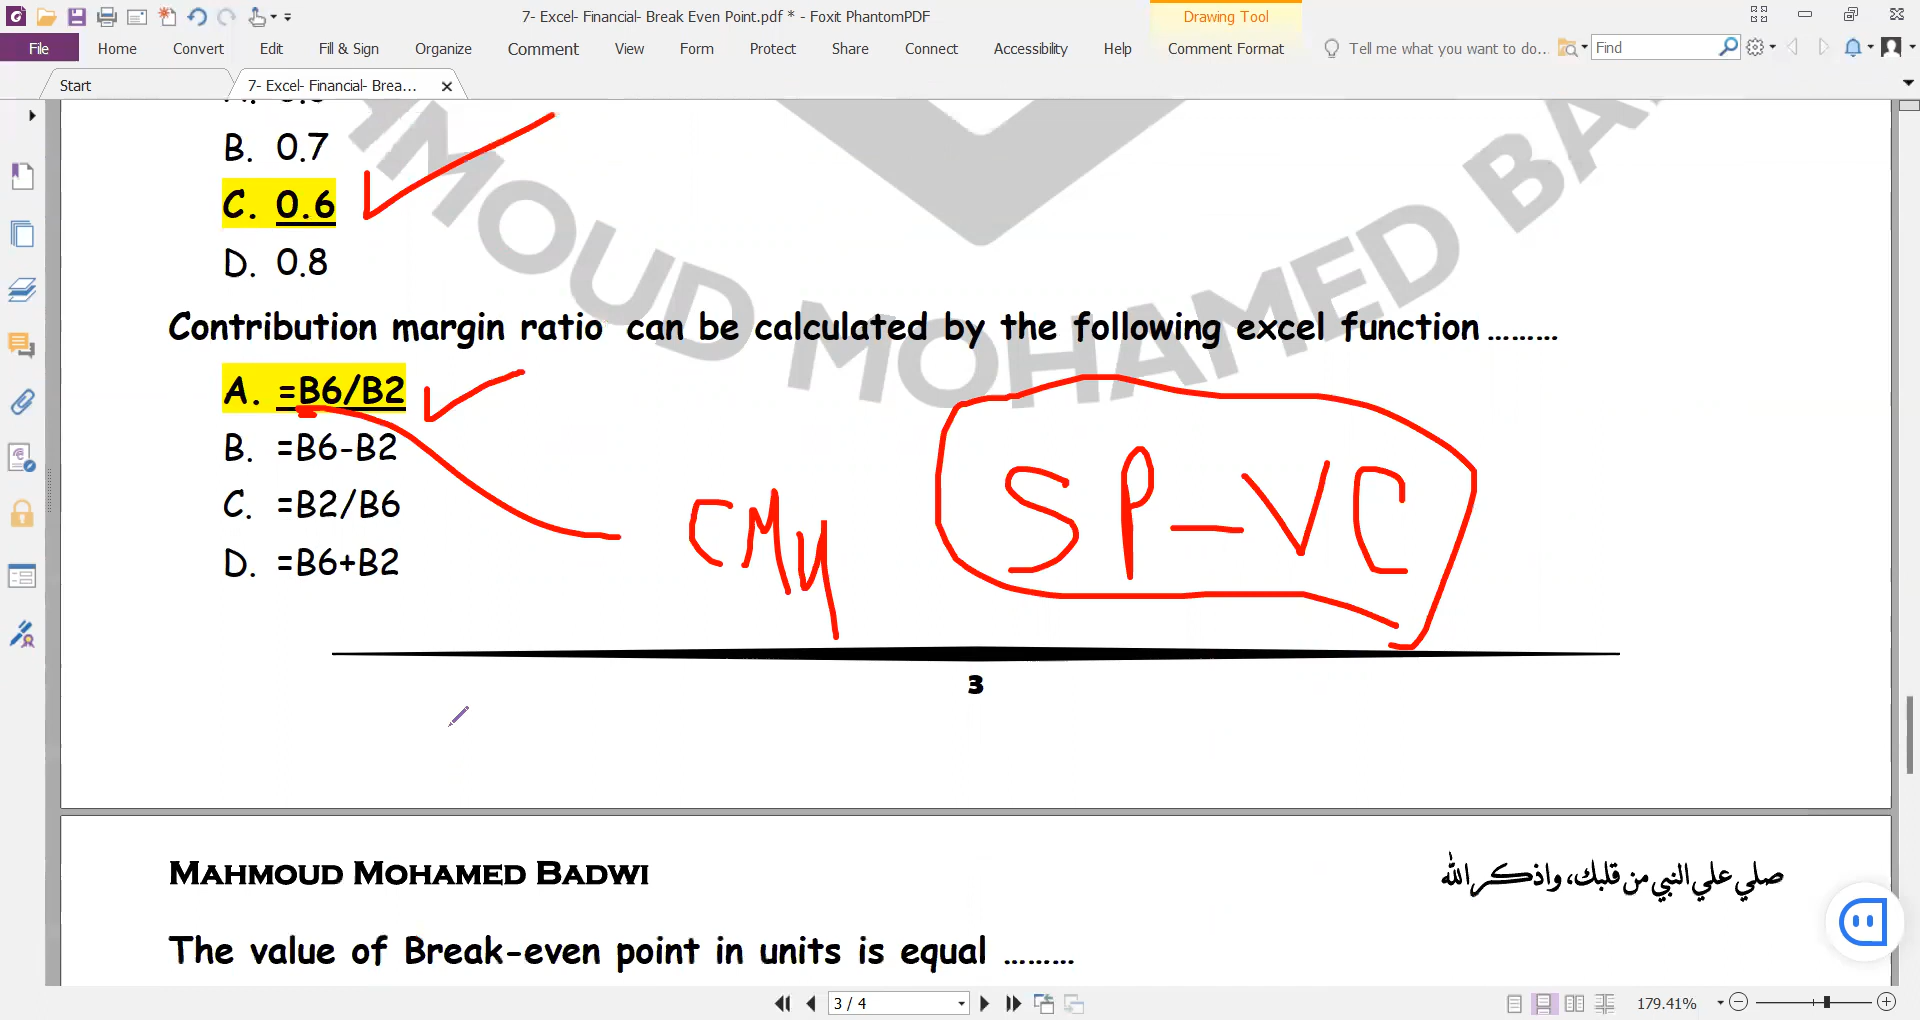 7- Excel- Financial- Break Even Point.pdf * - Foxit PhantomPDF
Drawing Tool
File Home Convert Edit Fill & Sign Organize Comment View Form Protect Share Connect Accessibility Help Comment Format Tell me what you want to do... Find
Start
7- Excel- Financial- Brea...
B. 0.7
C. 0.6
D. 0.8
Contribution margin ratio can be calculated by the following excel function .........
A. =B6/B2
B. =B6-B2
C. =B2/B6
D. =B6+B2
CMu
SP-VC
3
MAHMOUD MOHAMED BADWI
صلي علي النبي من قلبك، واذكر الله
The value of Break-even point in units is equal .........
3 / 4
179.41%
HMOUD MOHAMED BA